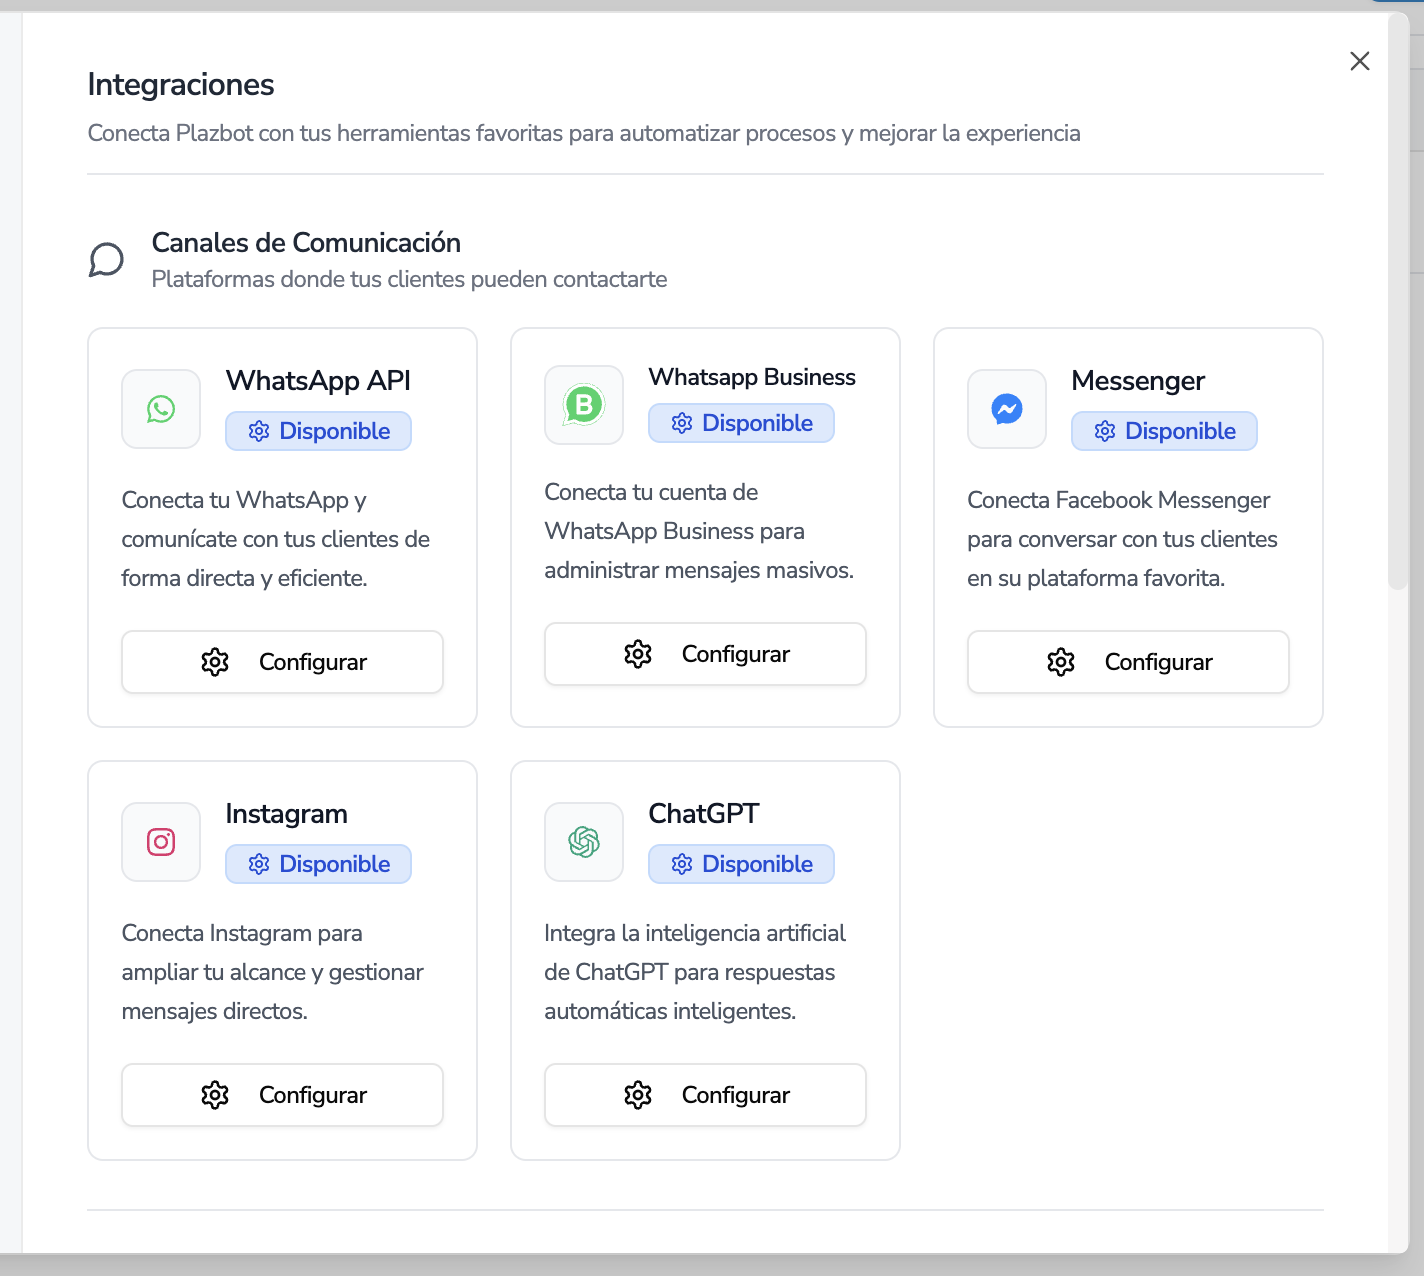 Integraciones
Conecta Plazbot con tus herramientas favoritas para automatizar procesos y mejorar la experiencia
Canales de Comunicación
Plataformas donde tus clientes pueden contactarte
WhatsApp API
Disponible
Conecta tu WhatsApp y
comunícate con tus clientes de
forma directa y eficiente.
Configurar
Whatsapp Business
Disponible
Conecta tu cuenta de
WhatsApp Business para
administrar mensajes masivos.
Configurar
Messenger
Disponible
Conecta Facebook Messenger
para conversar con tus clientes
en su plataforma favorita.
Configurar
Instagram
Disponible
Conecta Instagram para
ampliar tu alcance y gestionar
mensajes directos.
Configurar
ChatGPT
Disponible
Integra la inteligencia artificial
de ChatGPT para respuestas
automáticas inteligentes.
Configurar